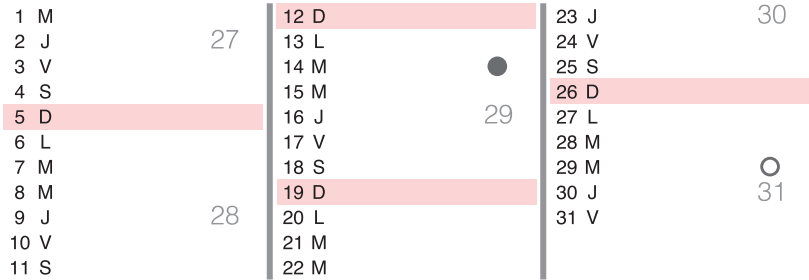 1 M
2 J 27
3 V
4 S
5 D
6 L
7 M
8 M
9 J 28
10 V
11 S
12 D
13 L
14 M
15 M
16 J 29
17 V
18 S
19 D
20 L
21 M
22 M
23 J 30
24 V
25 S
26 D
27 L
28 M
29 M
30 J 31
31 V